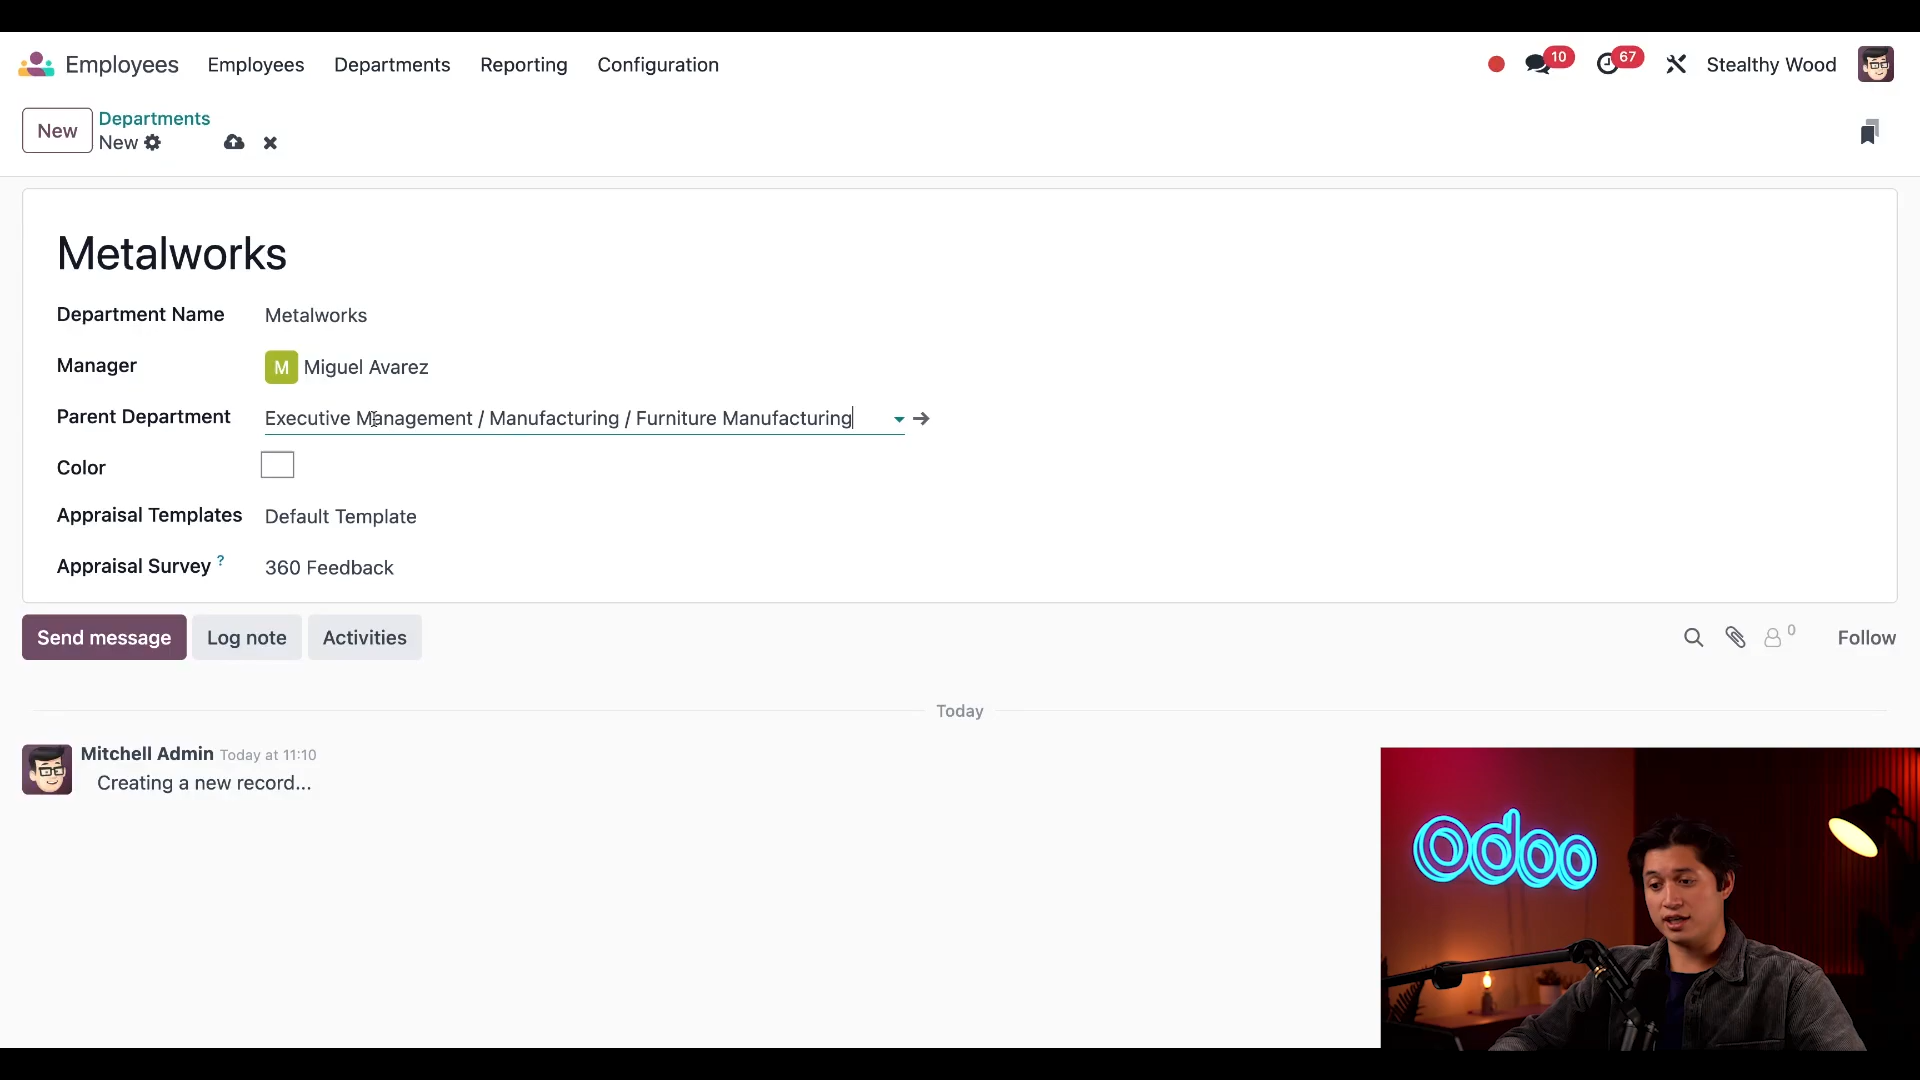 Employees Employees Departments Reporting Configuration 10 67 Stealthy Wood
New Departments
New
Metalworks
Department Name Metalworks
Manager M Miguel Avarez
Parent Department Executive Management / Manufacturing / Furniture Manufacturing
Color
Appraisal Templates Default Template
Appraisal Survey ? 360 Feedback
Send message Log note Activities 0 Follow
Today
Mitchell Admin Today at 11:10
Creating a new record...
odoo